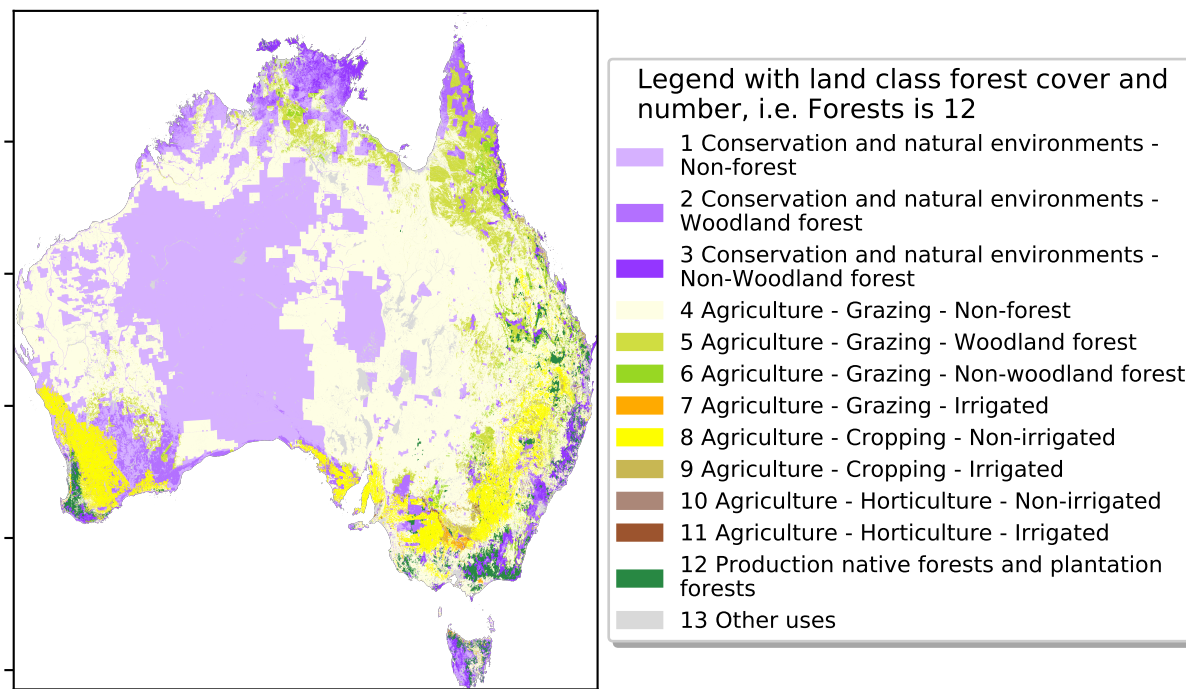 Legend with land class forest cover and
number, i.e. Forests is 12
1 Conservation and natural environments -
Non-forest
2 Conservation and natural environments -
Woodland forest
3 Conservation and natural environments -
Non-Woodland forest
4 Agriculture - Grazing - Non-forest
5 Agriculture - Grazing - Woodland forest
6 Agriculture - Grazing - Non-woodland forest
7 Agriculture - Grazing - Irrigated
8 Agriculture - Cropping - Non-irrigated
9 Agriculture - Cropping - Irrigated
10 Agriculture - Horticulture - Non-irrigated
11 Agriculture - Horticulture - Irrigated
12 Production native forests and plantation
forests
13 Other uses